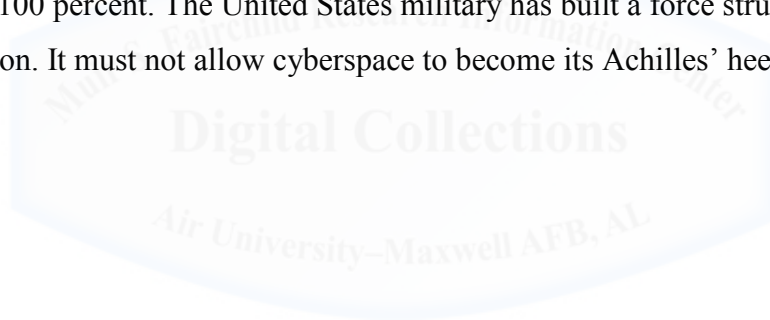 100 percent. The United States military has built a force stru
on. It must not allow cyberspace to become its Achilles’ hee
Muir S. Fairchild Research Information Center
Digital Collections
Air University–Maxwell AFB, AL